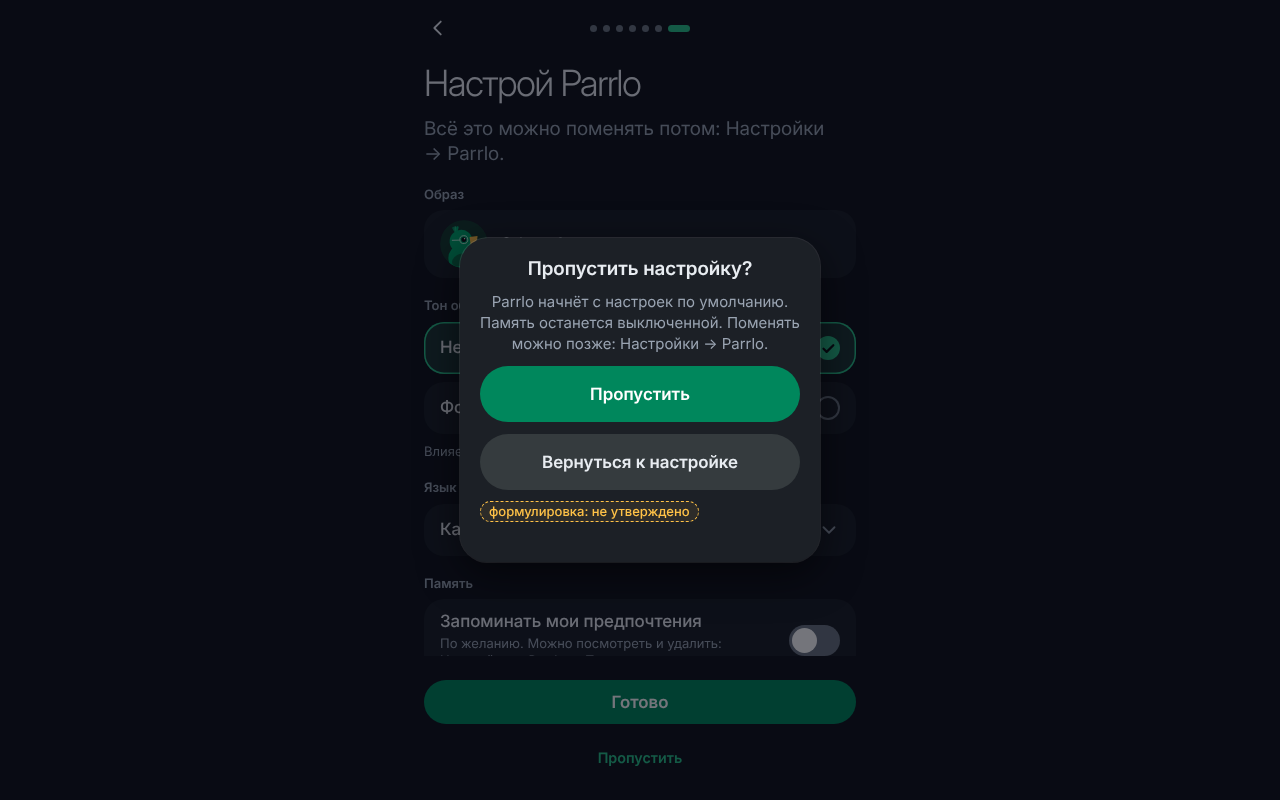 Настрой Parrlo
Всё это можно поменять потом: Настройки
→ Parrlo.
Образ
Тон
Пропустить настройку?
Parrlo начнёт с настроек по умолчанию.
Память останется выключенной. Поменять
можно позже: Настройки → Parrlo.
Пропустить
Вернуться к настройке
формулировка: не утверждено
Язык
Память
Запоминать мои предпочтения
По желанию. Можно посмотреть и удалить:
Готово
Пропустить